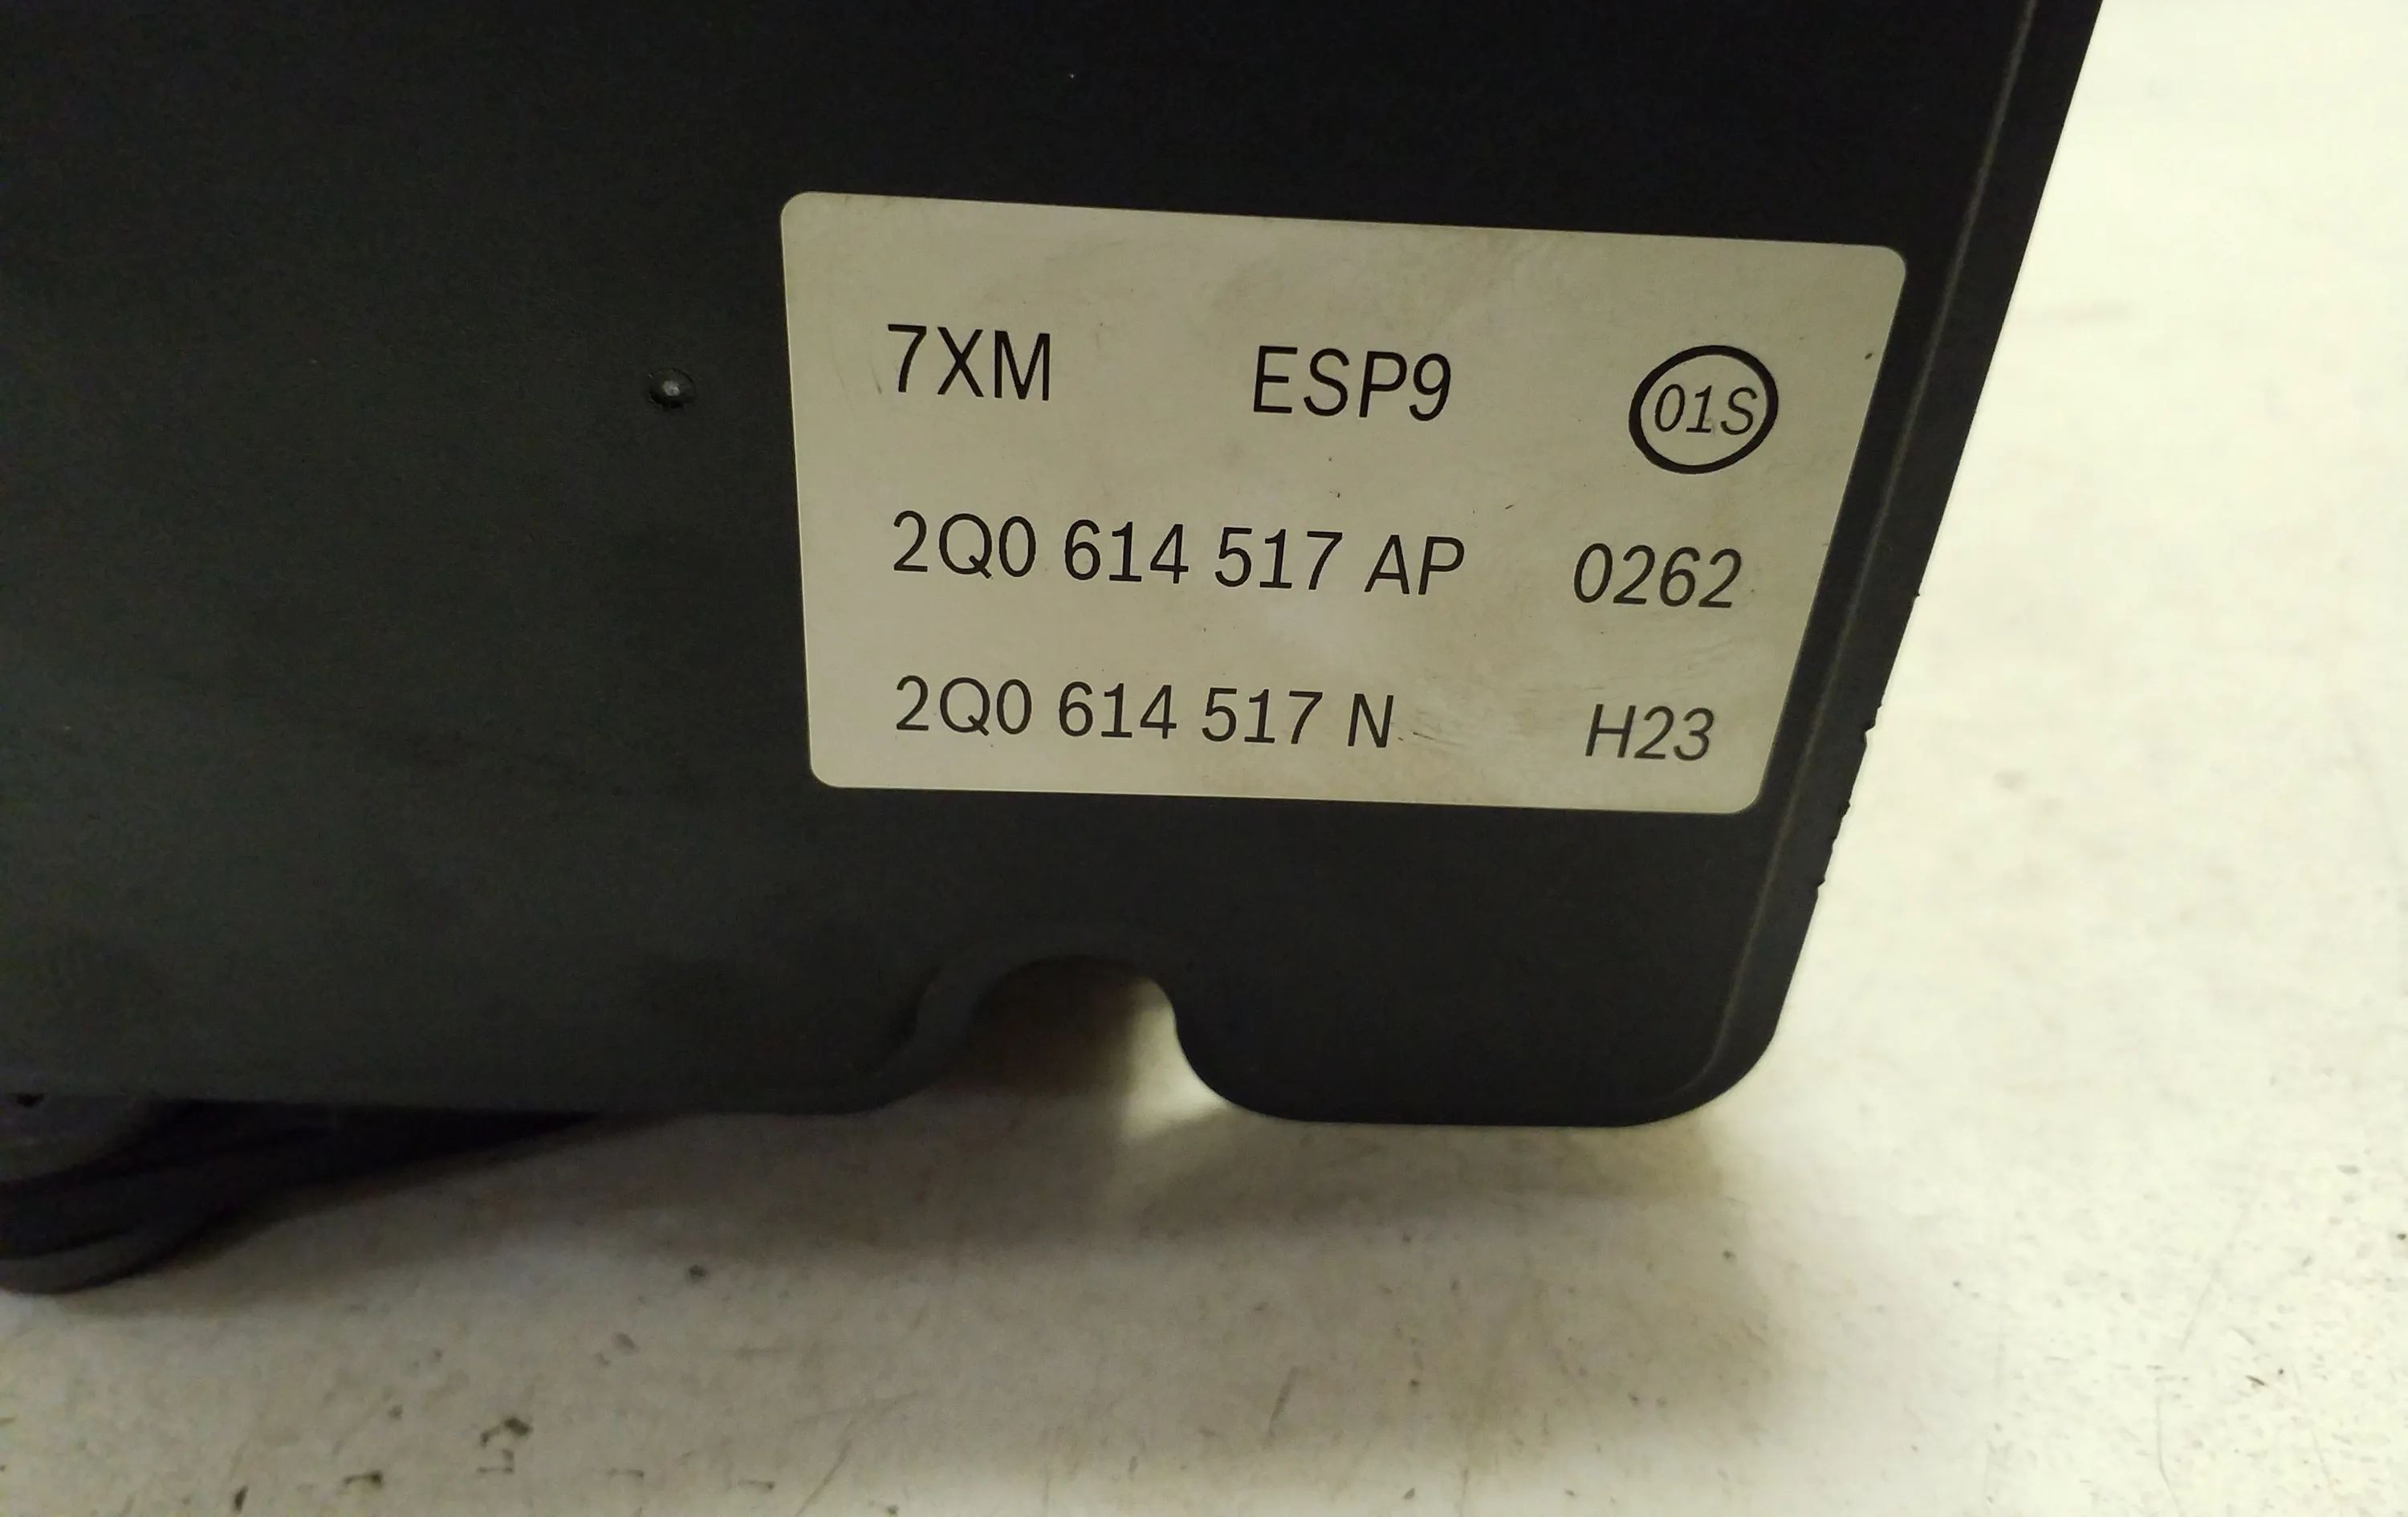 7XM ESP9 01S
2Q0 614 517 AP 0262
2Q0 614 517 N H23